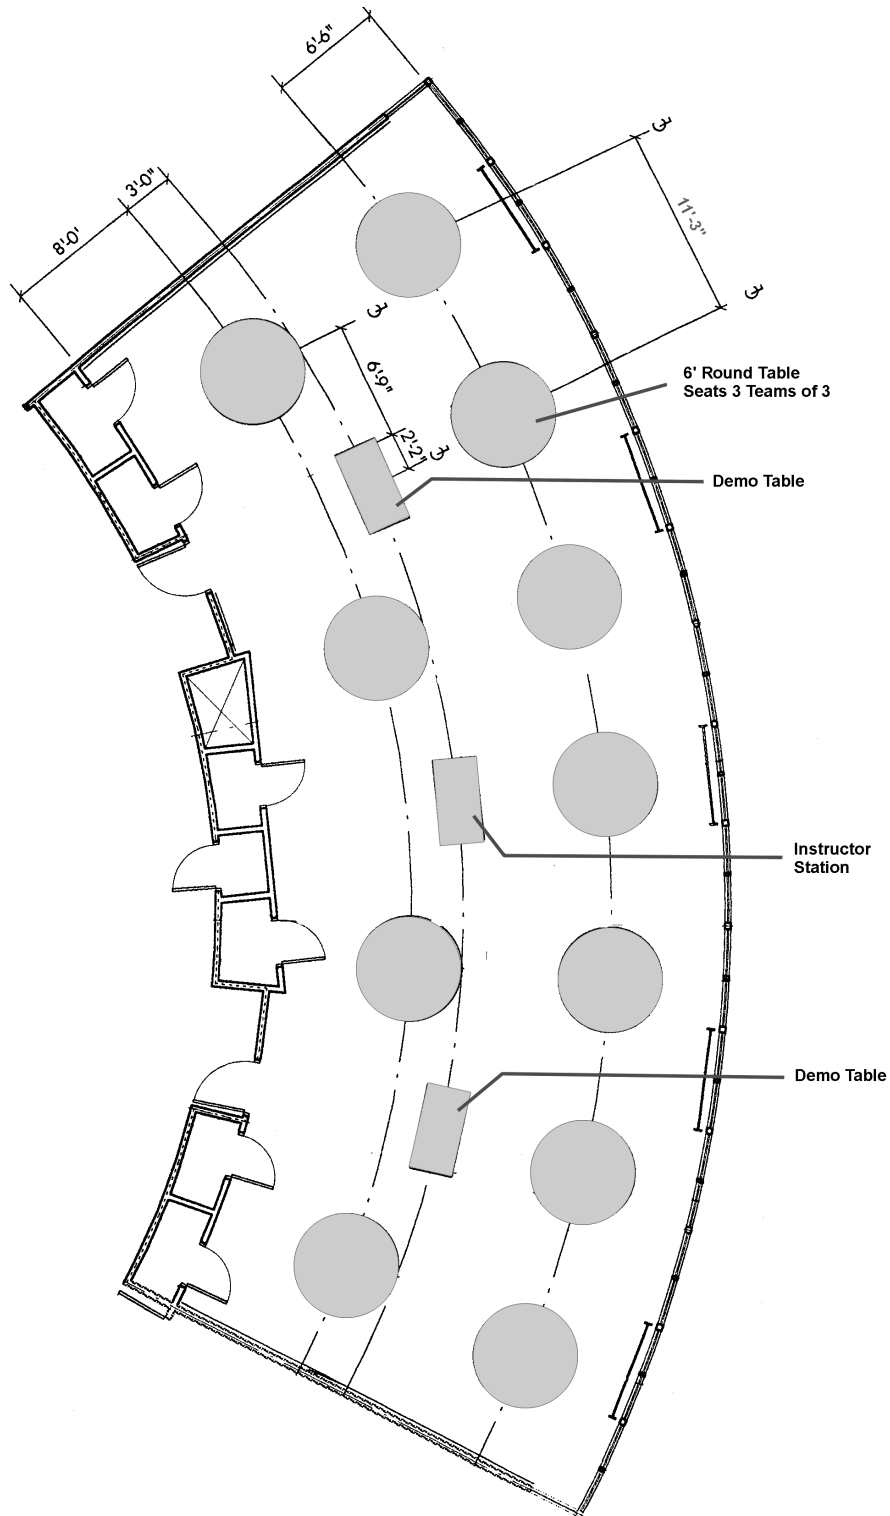 6'-6"
3'-0"
8'-0'
11'-3"
6'-9"
2'-2"
6' Round Table
Seats 3 Teams of 3
Demo Table
Instructor
Station
Demo Table